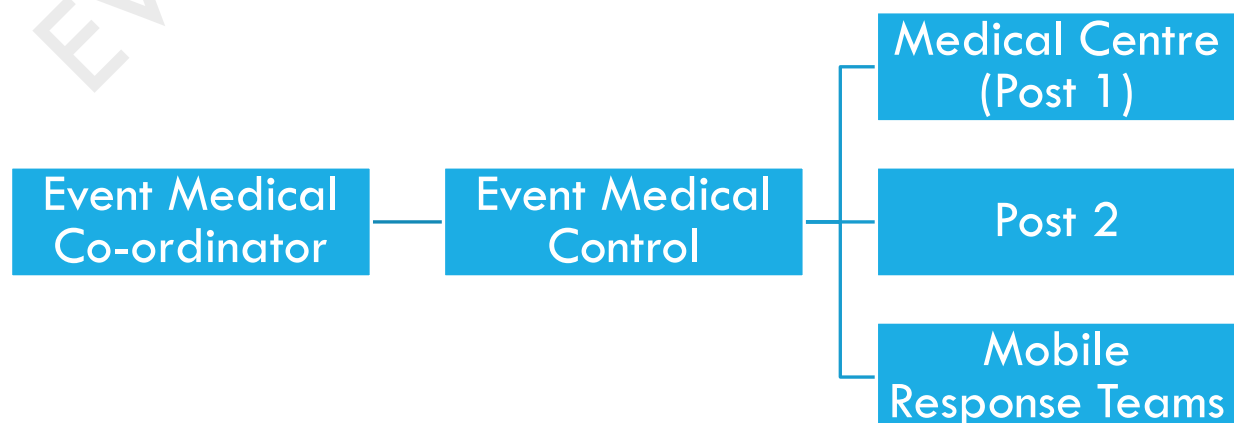 Medical Centre
(Post 1)
Event Medical
Co-ordinator
Event Medical
Control
Post 2
Mobile
Response Teams